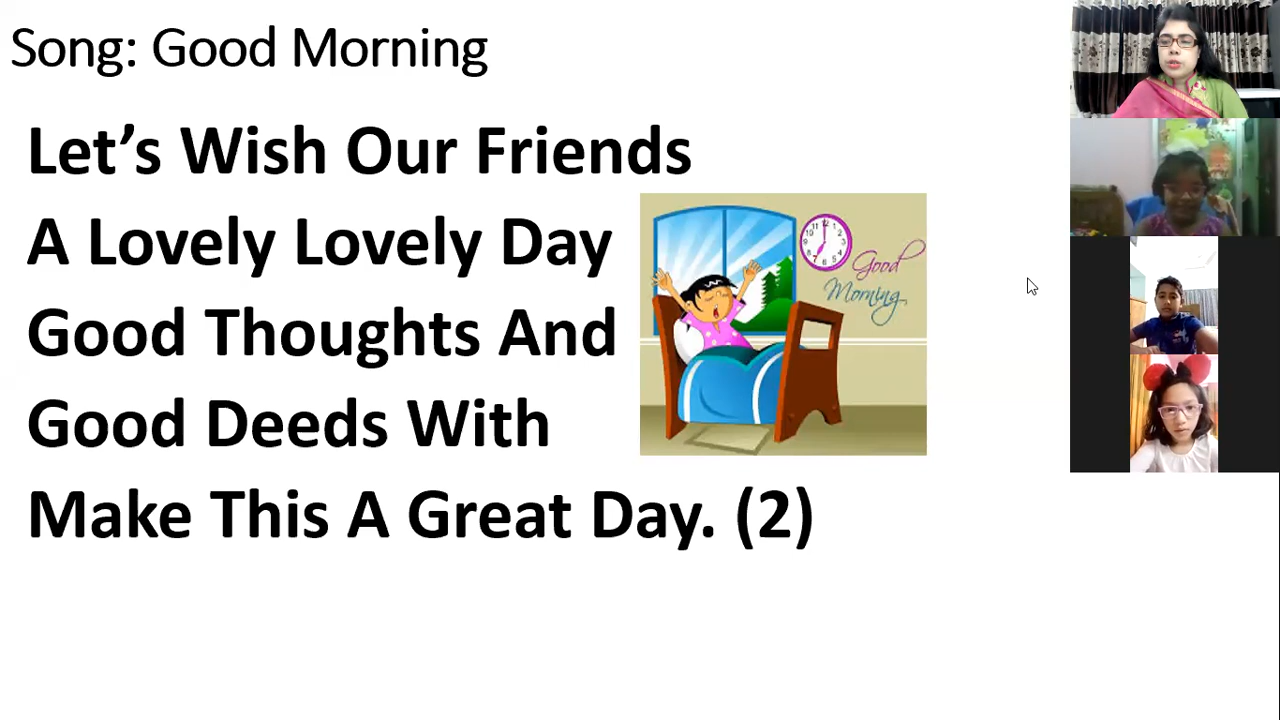 Song: Good Morning
Let's Wish Our Friends
A Lovely Lovely Day
Good Thoughts And
Good Deeds With
Make This A Great Day. (2)
Good
Morning